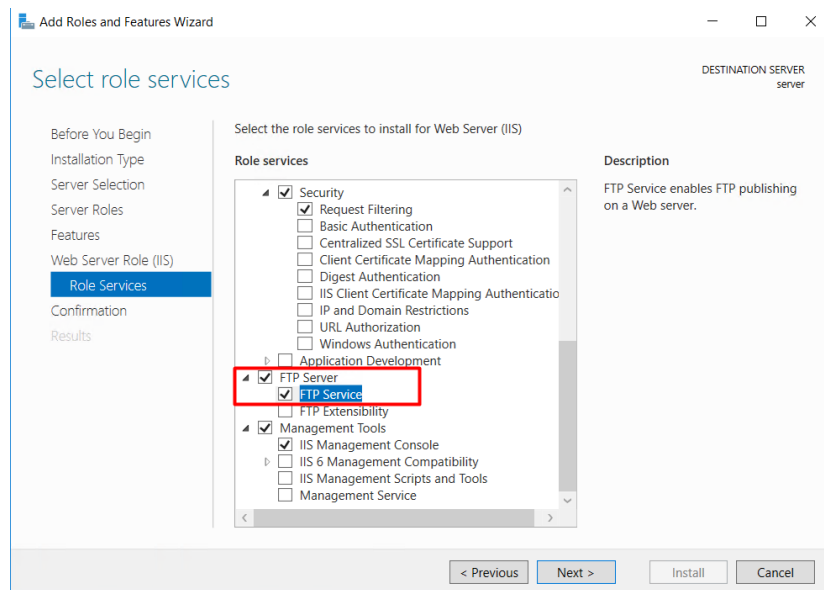 Add Roles and Features Wizard
Select role services
DESTINATION SERVER
server
Before You Begin
Installation Type
Server Selection
Server Roles
Features
Web Server Role (IIS)
Role Services
Confirmation
Results
Select the role services to install for Web Server (IIS)
Role services
Security
Request Filtering
Basic Authentication
Centralized SSL Certificate Support
Client Certificate Mapping Authentication
Digest Authentication
IIS Client Certificate Mapping Authenticatio
IP and Domain Restrictions
URL Authorization
Windows Authentication
Application Development
FTP Server
FTP Service
FTP Extensibility
Management Tools
IIS Management Console
IIS 6 Management Compatibility
IIS Management Scripts and Tools
Management Service
Description
FTP Service enables FTP publishing
on a Web server.
< Previous
Next >
Install
Cancel